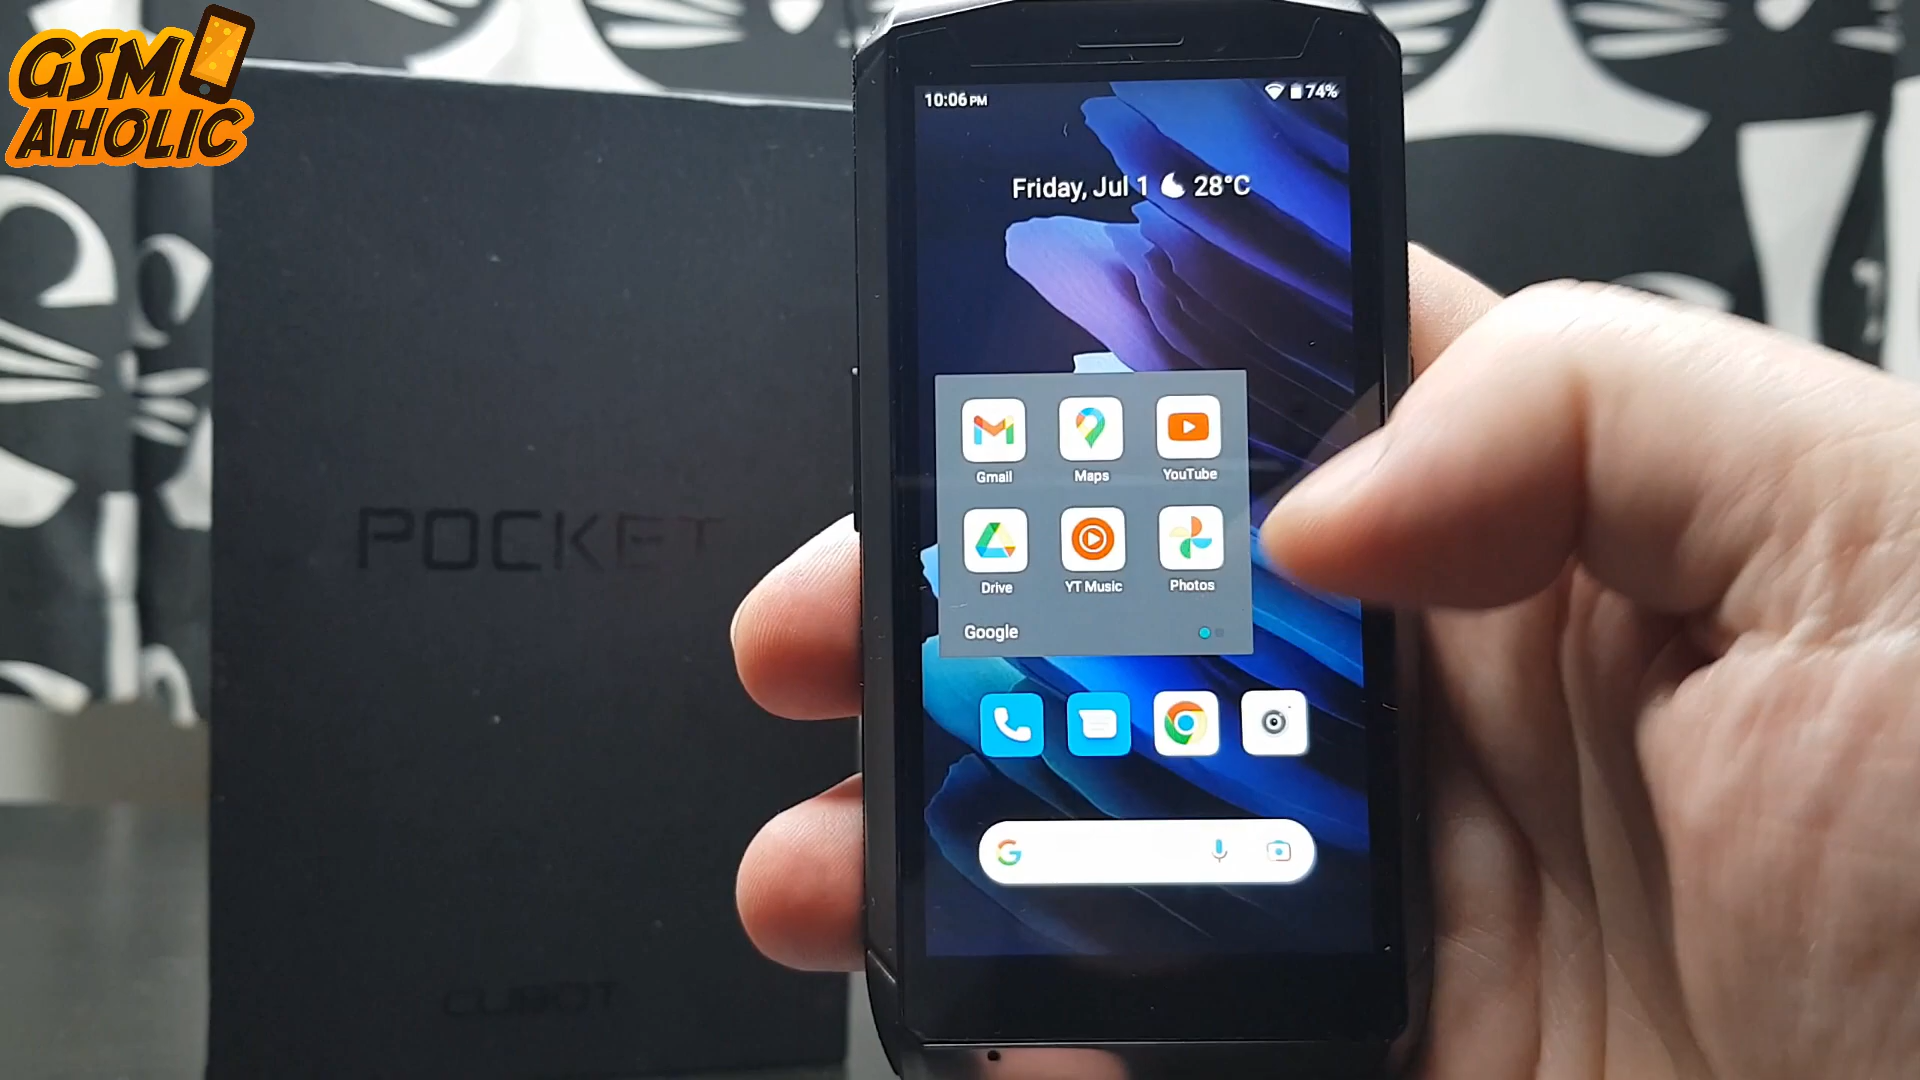 GSM
AHOLIC
POCKET
CUBOT
10:06 PM
74%
Friday, Jul 1 28°C
Gmail Maps YouTube
Drive YT Music Photos
Google